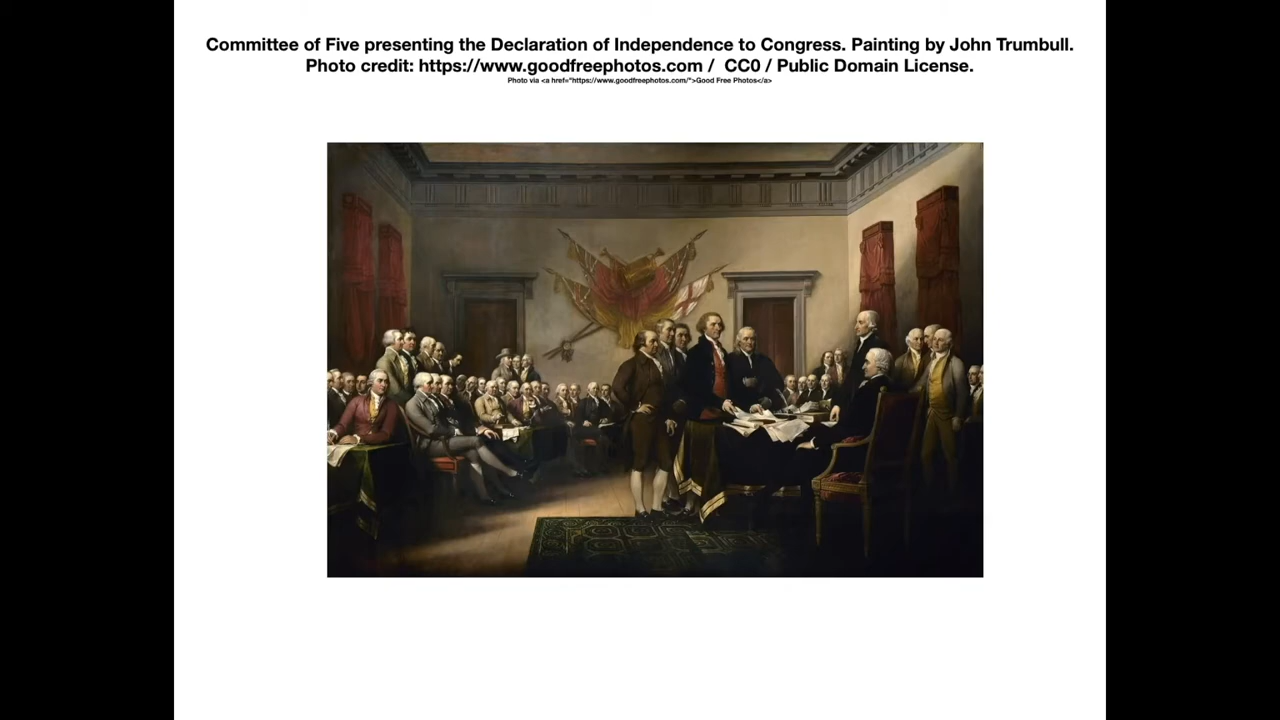 Committee of Five presenting the Declaration of Independence to Congress. Painting by John Trumbull.
Photo credit: https://www.goodfreephotos.com /  CC0 / Public Domain License.
Photo via <a href="https://www.goodfreephotos.com/">Good Free Photos</a>